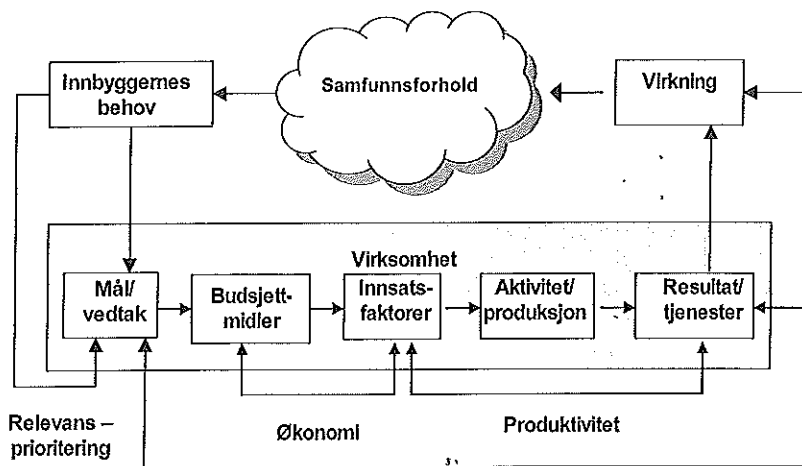 Innbyggernes
behov
Samfunnsforhold
Virkning
Virksomhet
Mål/
vedtak
Budsjett-
midler
Innsats-
faktorer
Aktivitet/
produksjon
Resultat/
tjenester
Relevans –
prioritering
Økonomi
Produktivitet